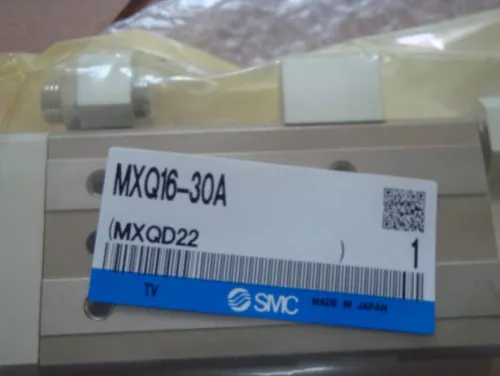 MXQ16-30A
(MXQD22 ) 1
TV SMC MADE IN JAPAN